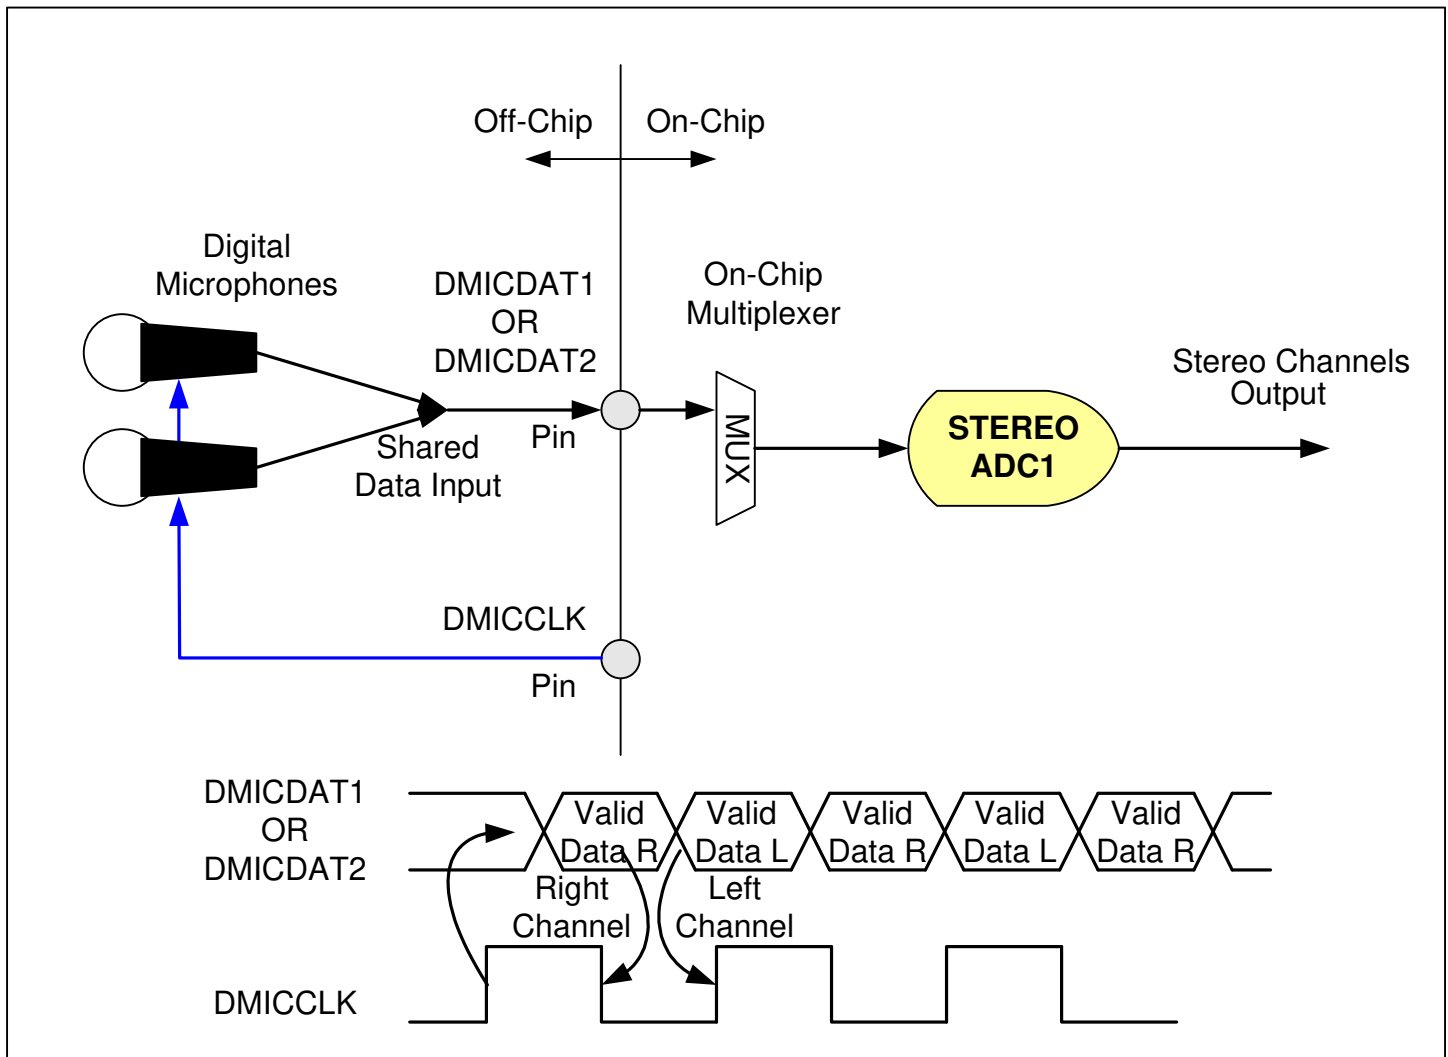 Off-Chip
On-Chip
Digital
Microphones
DMICDAT1
OR
DMICDAT2
On-Chip
Multiplexer
Stereo Channels
Output
MUX
STEREO
ADC1
Pin
Shared
Data Input
DMICCLK
Pin
DMICDAT1
OR
DMICDAT2
Valid
Data R
Valid
Data L
Valid
Data R
Valid
Data L
Valid
Data R
Right
Channel
Left
Channel
DMICCLK